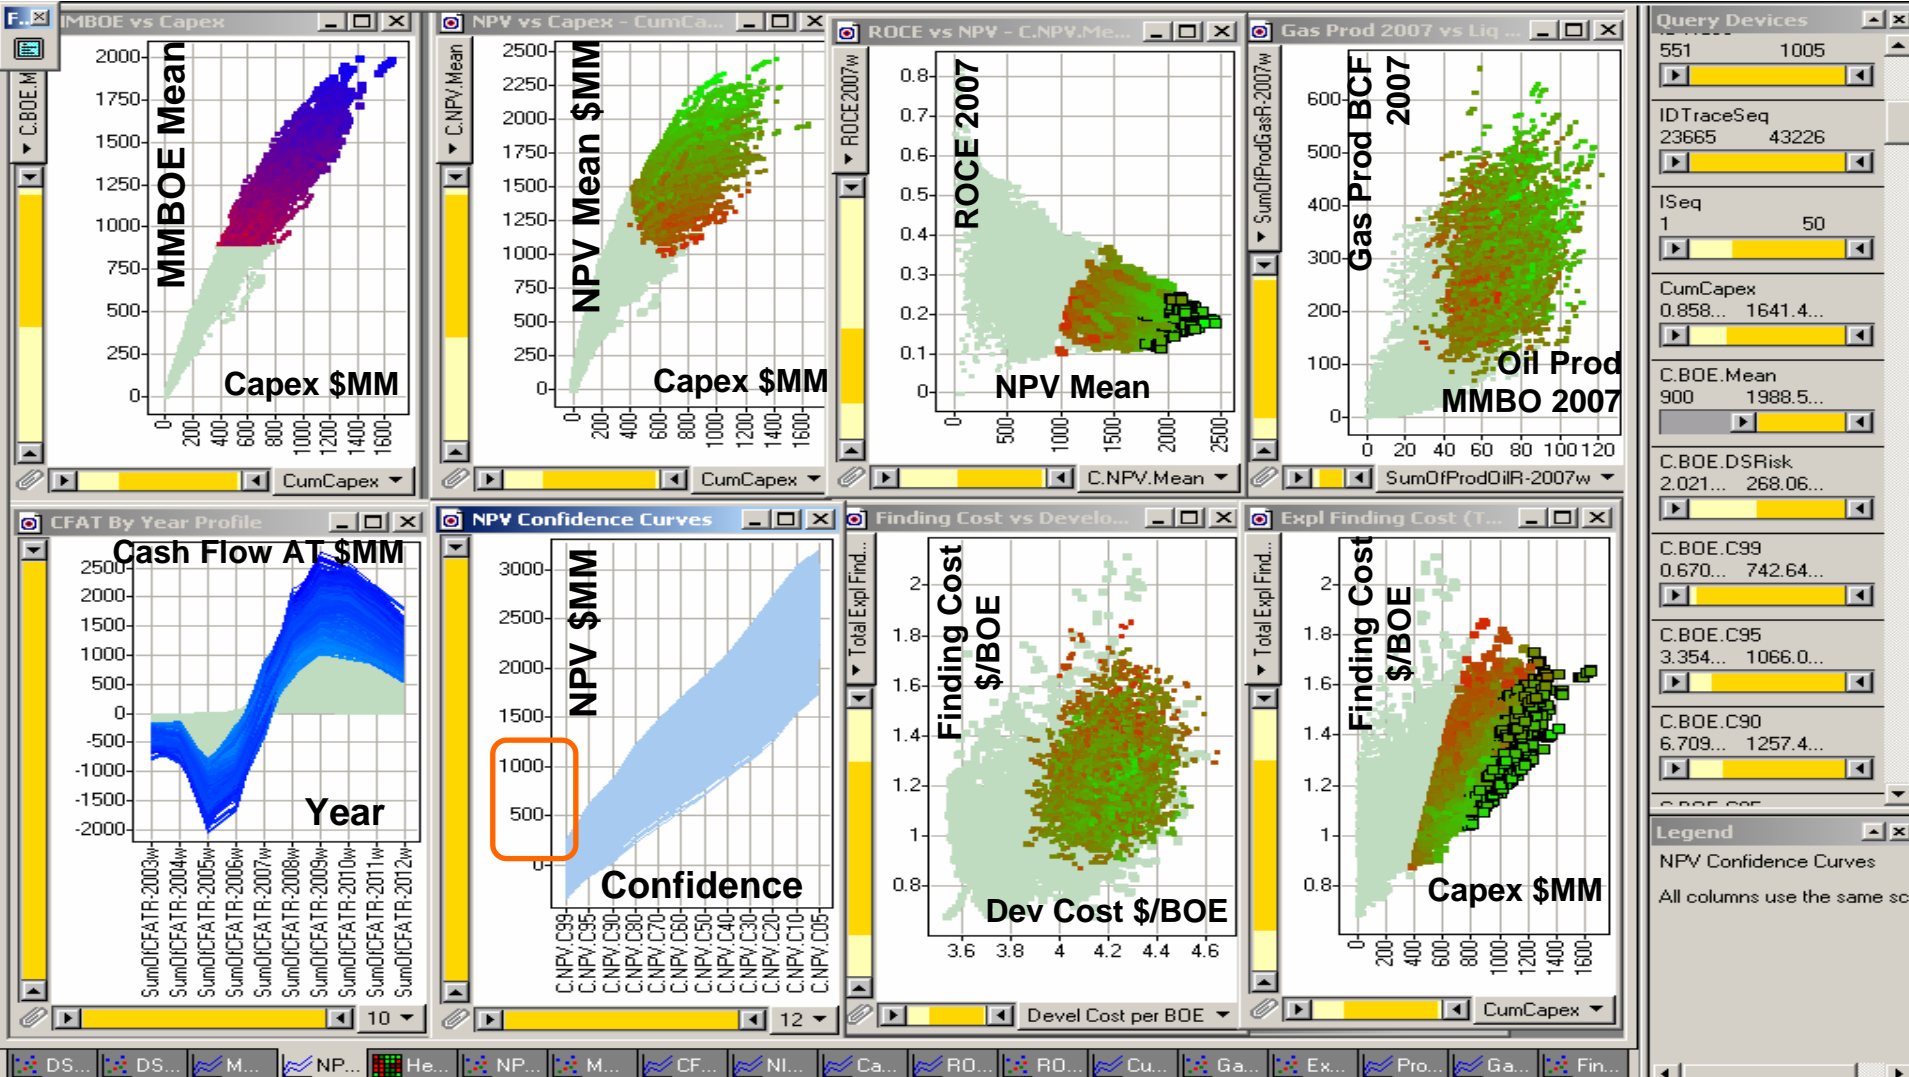 F...
MMBOE vs Capex
C.BOE.M
MMBOE Mean
2000
1750
1500
1250
1000
750
500
250
0
Capex $MM
0 200 400 600 800 1000 1200 1400 1600
CumCapex
NPV vs Capex - CumCa...
C.NPV.Mean
NPV Mean $MM
2500
2250
2000
1750
1500
1250
1000
750
500
250
0
Capex $MM
0 200 400 600 800 1000 1200 1400 1600
CumCapex
ROCE vs NPV - C.NPV.Me...
ROCE2007w
ROCE 2007
0.8
0.7
0.6
0.5
0.4
0.3
0.2
0.1
0
NPV Mean
0 500 1000 1500 2000 2500
C.NPV.Mean
Gas Prod 2007 vs Liq ...
SumOfProdGasR-2007w
Gas Prod BCF
2007
600
500
400
300
200
100
0
Oil Prod
MMBO 2007
0 20 40 60 80 100 120
SumOfProdOilR-2007w
CFAT By Year Profile
Cash Flow AT $MM
2500
2000
1500
1000
500
0
-500
-1000
-1500
-2000
Year
SumOfCFATR-2003w
SumOfCFATR-2004w
SumOfCFATR-2005w
SumOfCFATR-2006w
SumOfCFATR-2007w
SumOfCFATR-2008w
SumOfCFATR-2009w
SumOfCFATR-2010w
SumOfCFATR-2011w
SumOfCFATR-2012w
10
NPV Confidence Curves
NPV $MM
3000
2500
2000
1500
1000
500
0
Confidence
C.NPV.C99
C.NPV.C95
C.NPV.C90
C.NPV.C80
C.NPV.C70
C.NPV.C60
C.NPV.C50
C.NPV.C40
C.NPV.C30
C.NPV.C20
C.NPV.C10
C.NPV.C05
12
Finding Cost vs Develo...
Total Expl Find...
Finding Cost
$/BOE
2
1.8
1.6
1.4
1.2
1
0.8
Dev Cost $/BOE
3.6 3.8 4 4.2 4.4 4.6
Devel Cost per BOE
Expl Finding Cost (T...
Total Expl Find...
Finding Cost
$/BOE
2
1.8
1.6
1.4
1.2
1
0.8
Capex $MM
0 200 400 600 800 1000 1200 1400 1600
CumCapex
Query Devices
551 1005
IDTraceSeq
23665 43226
ISeq
1 50
CumCapex
0.858... 1641.4...
C.BOE.Mean
900 1988.5...
C.BOE.DSRisk
2.021... 268.06...
C.BOE.C99
0.670... 742.64...
C.BOE.C95
3.354... 1066.0...
C.BOE.C90
6.709... 1257.4...
Legend
NPV Confidence Curves
All columns use the same sc
DS... DS... M... NP... He... NP... M... CF... NI... Ca... RO... RO... Cu... Ga... Ex... Pro... Ga... Fin...